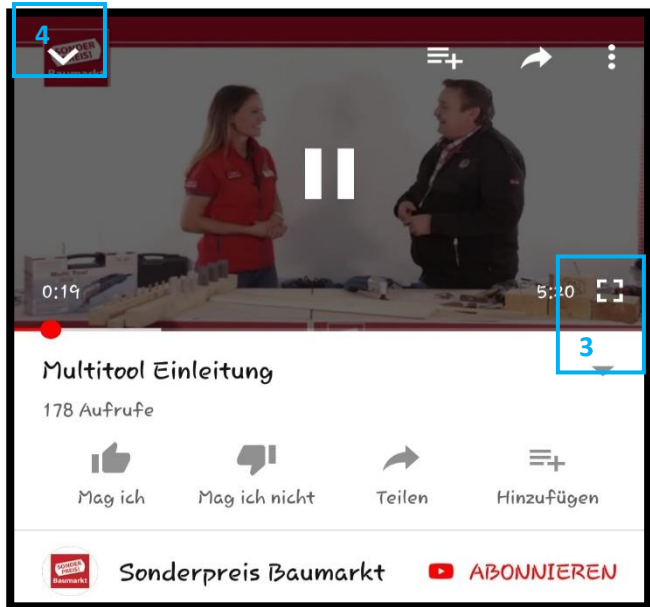 4
SONDER
PREIS!
Baumarkt
0:19
5:20
3
Multitool Einleitung
178 Aufrufe
Mag ich
Mag ich nicht
Teilen
Hinzufügen
SONDER
PREIS!
Baumarkt
Sonderpreis Baumarkt
ABONNIEREN